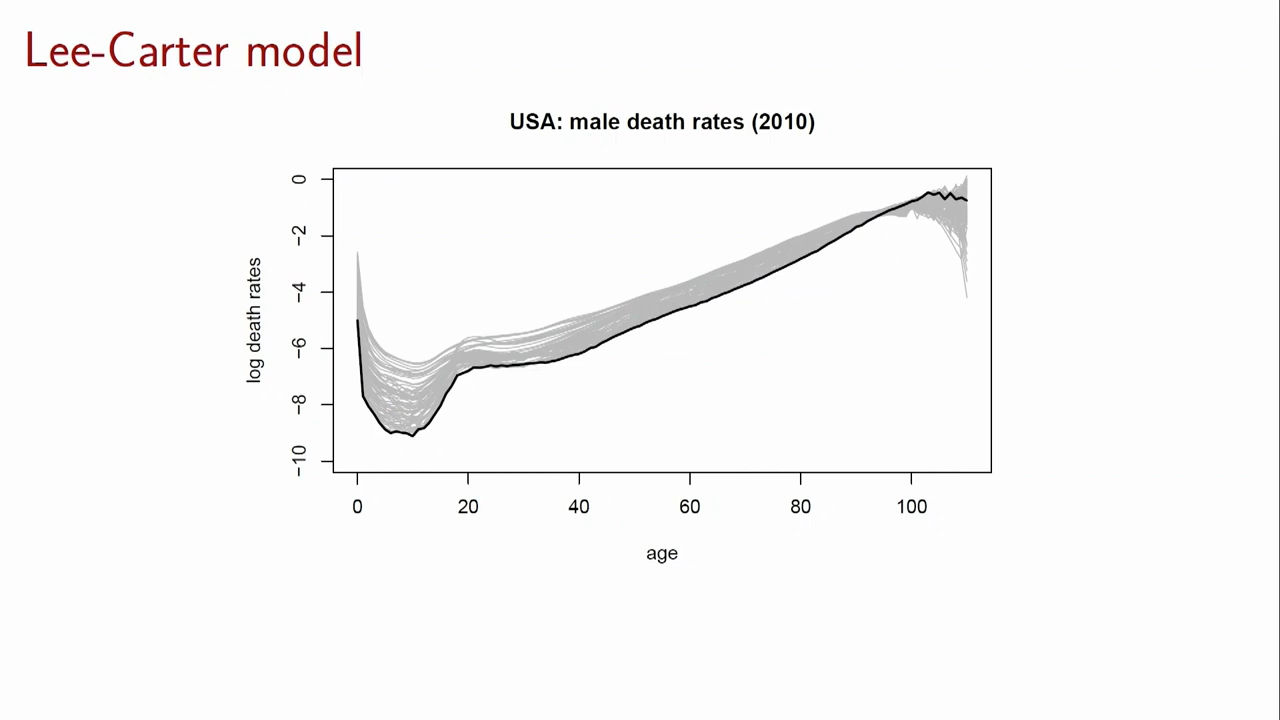 Lee-Carter model
USA: male death rates (2010)
log death rates
0
−2
−4
−6
−8
−10
0 20 40 60 80 100
age